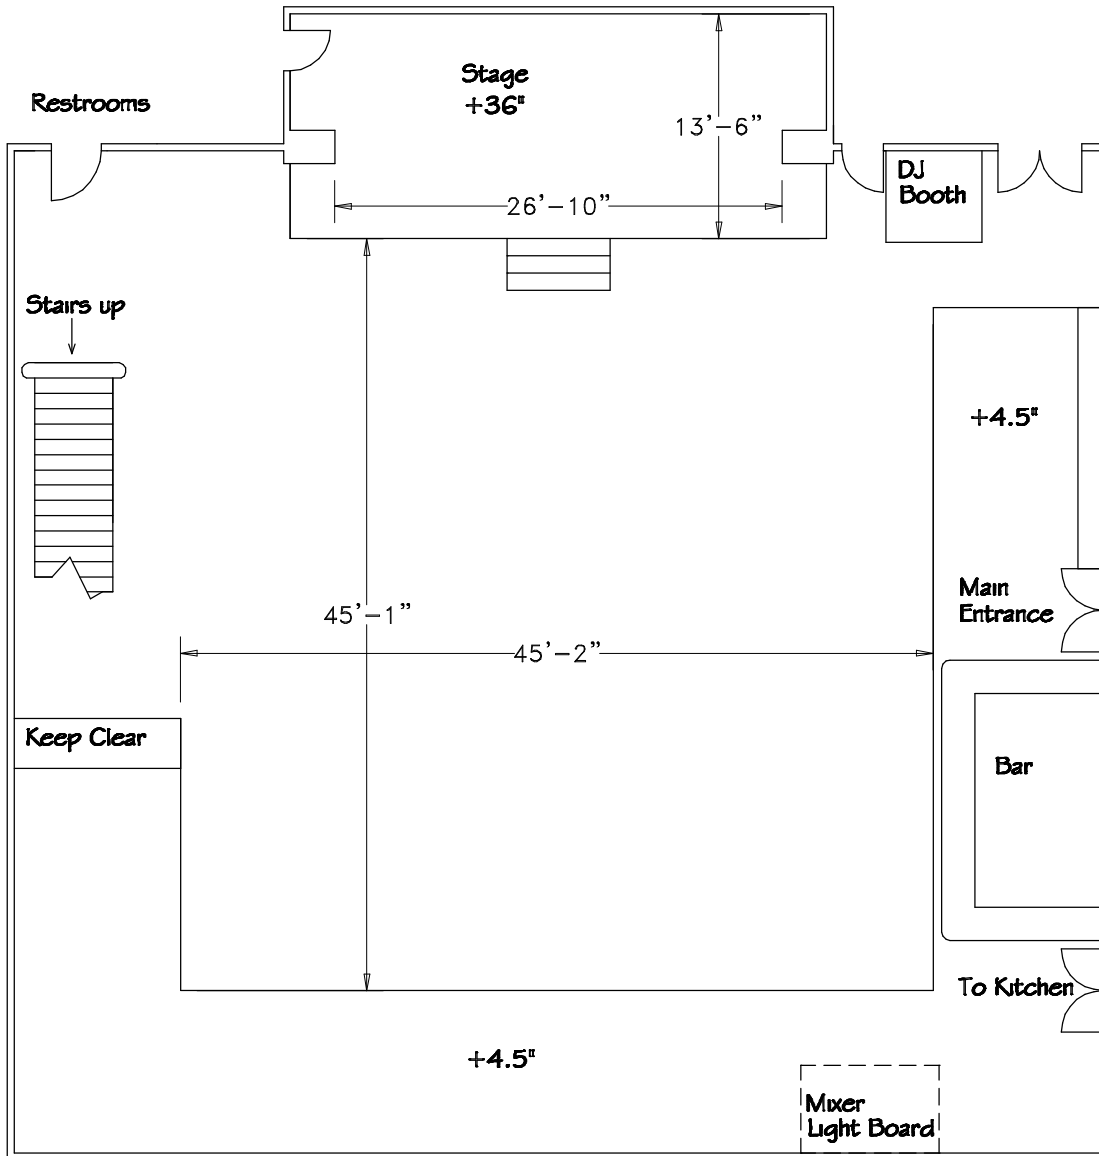 Stage
+36"
Restrooms
13'-6"
DJ
Booth
26'-10"
Stairs up
+4.5"
Main
Entrance
45'-1"
45'-2"
Keep Clear
Bar
To Kitchen
+4.5"
Mixer
Light Board